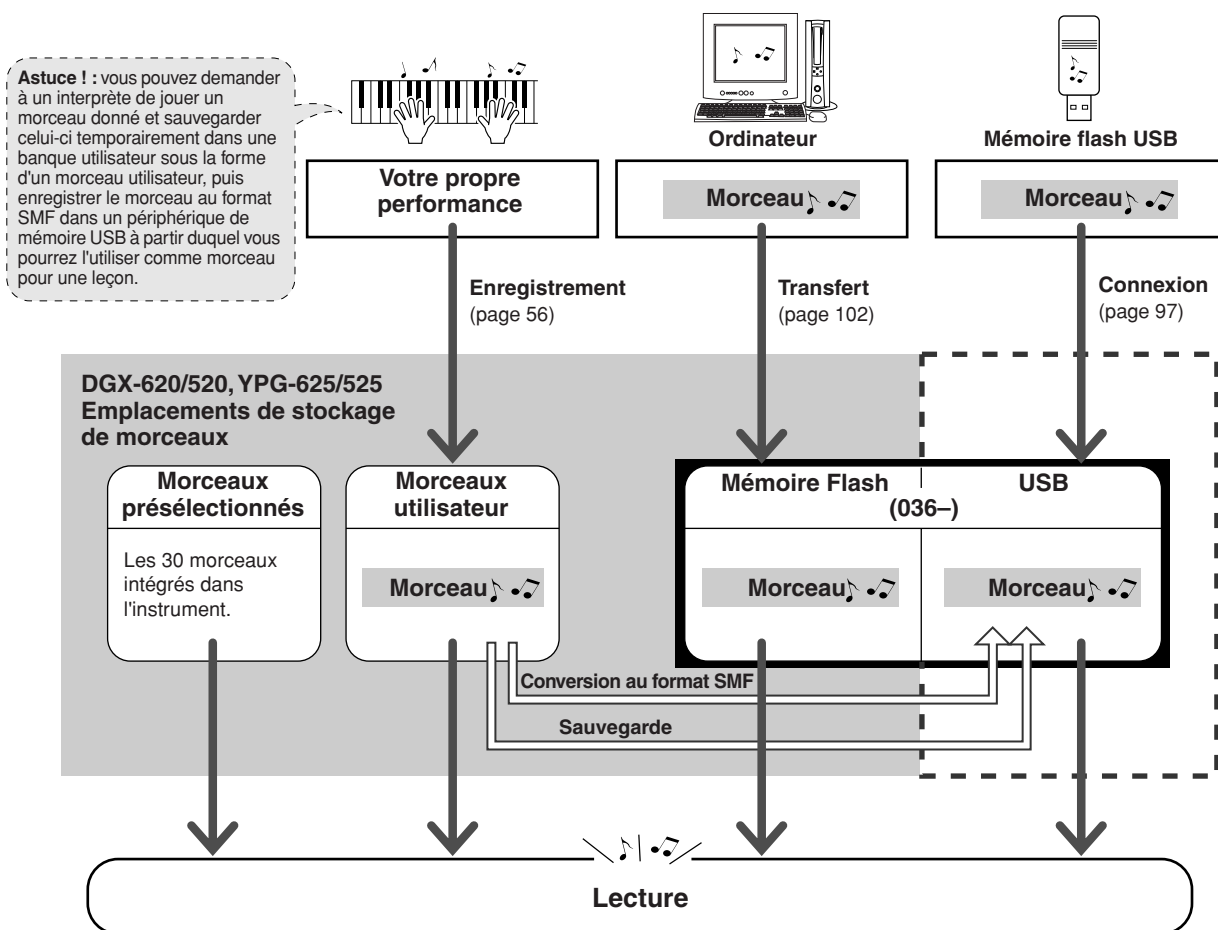 Astuce ! : vous pouvez demander
à un interprète de jouer un
morceau donné et sauvegarder
celui-ci temporairement dans une
banque utilisateur sous la forme
d'un morceau utilisateur, puis
enregistrer le morceau au format
SMF dans un périphérique de
mémoire USB à partir duquel vous
pourrez l'utiliser comme morceau
pour une leçon.
Ordinateur
Mémoire flash USB
Votre propre
performance
Morceau
Morceau
Enregistrement
(page 56)
Transfert
(page 102)
Connexion
(page 97)
DGX-620/520, YPG-625/525
Emplacements de stockage
de morceaux
Morceaux
présélectionnés
Les 30 morceaux
intégrés dans
l'instrument.
Morceaux
utilisateur
Morceau
Mémoire Flash
USB
(036–)
Morceau
Morceau
Conversion au format SMF
Sauvegarde
Lecture